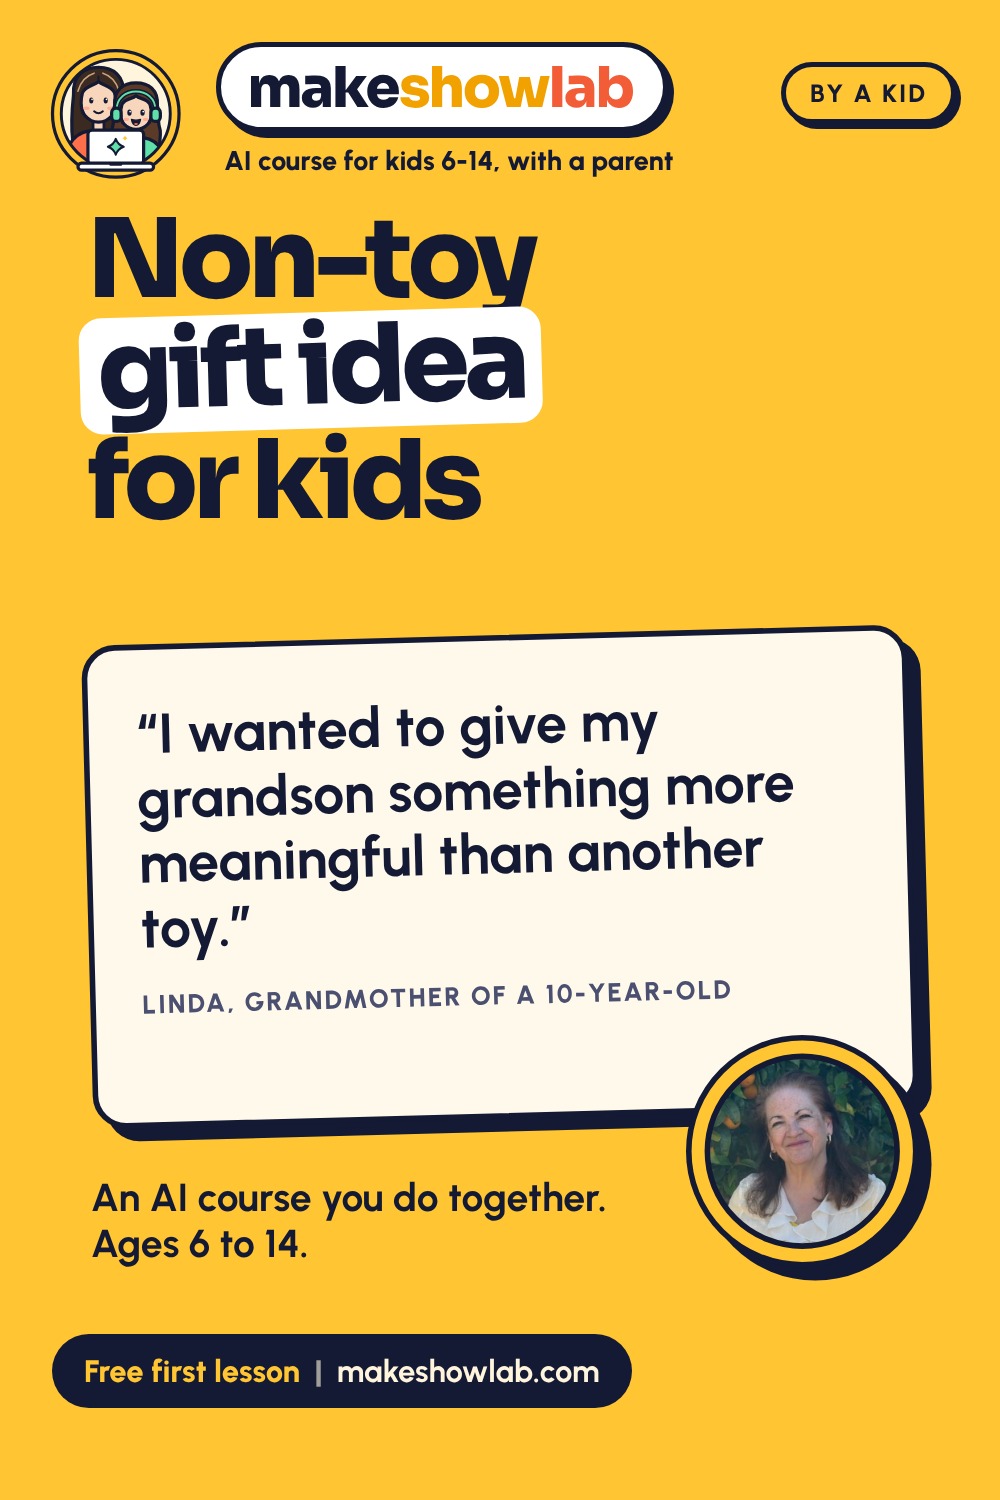 makeshowlab
BY A KID
AI course for kids 6-14, with a parent
Non-toy
gift idea
for kids
“I wanted to give my
grandson something more
meaningful than another
toy.”
LINDA, GRANDMOTHER OF A 10-YEAR-OLD
An AI course you do together.
Ages 6 to 14.
Free first lesson | makeshowlab.com